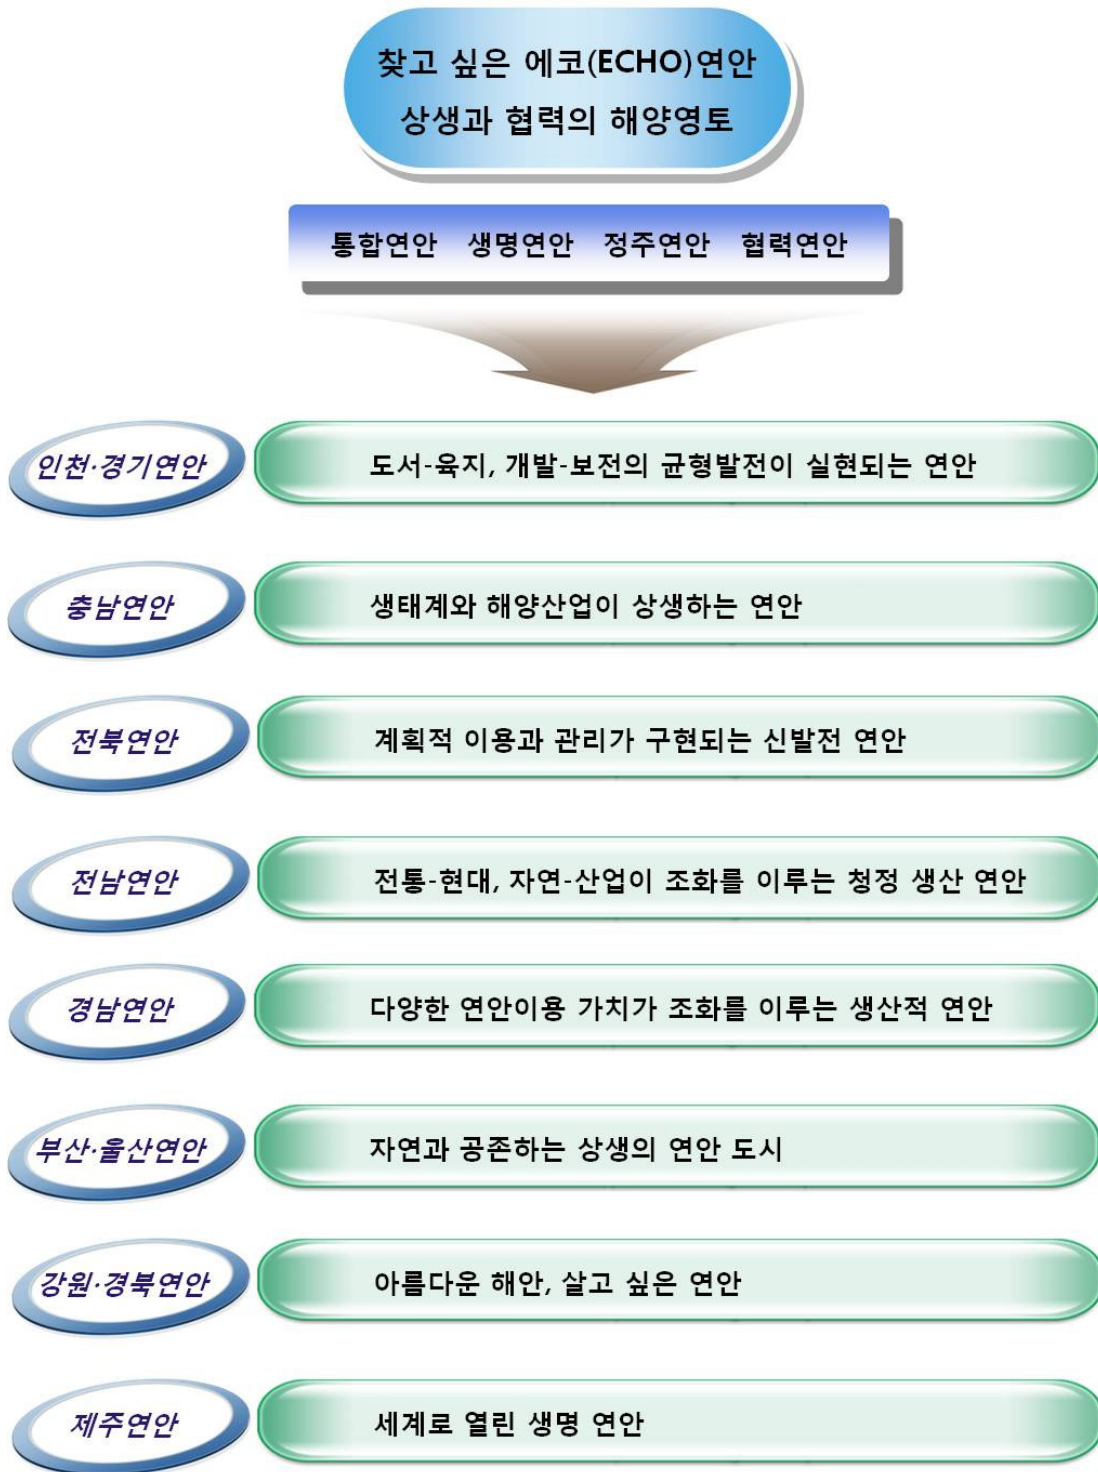 찾고 싶은 에코(ECHO)연안
상생과 협력의 해양영토
통합연안 생명연안 정주연안 협력연안
인천·경기연안 도서-육지, 개발-보전의 균형발전이 실현되는 연안
충남연안 생태계와 해양산업이 상생하는 연안
전북연안 계획적 이용과 관리가 구현되는 신발전 연안
전남연안 전통-현대, 자연-산업이 조화를 이루는 청정 생산 연안
경남연안 다양한 연안이용 가치가 조화를 이루는 생산적 연안
부산·울산연안 자연과 공존하는 상생의 연안 도시
강원·경북연안 아름다운 해안, 살고 싶은 연안
제주연안 세계로 열린 생명 연안